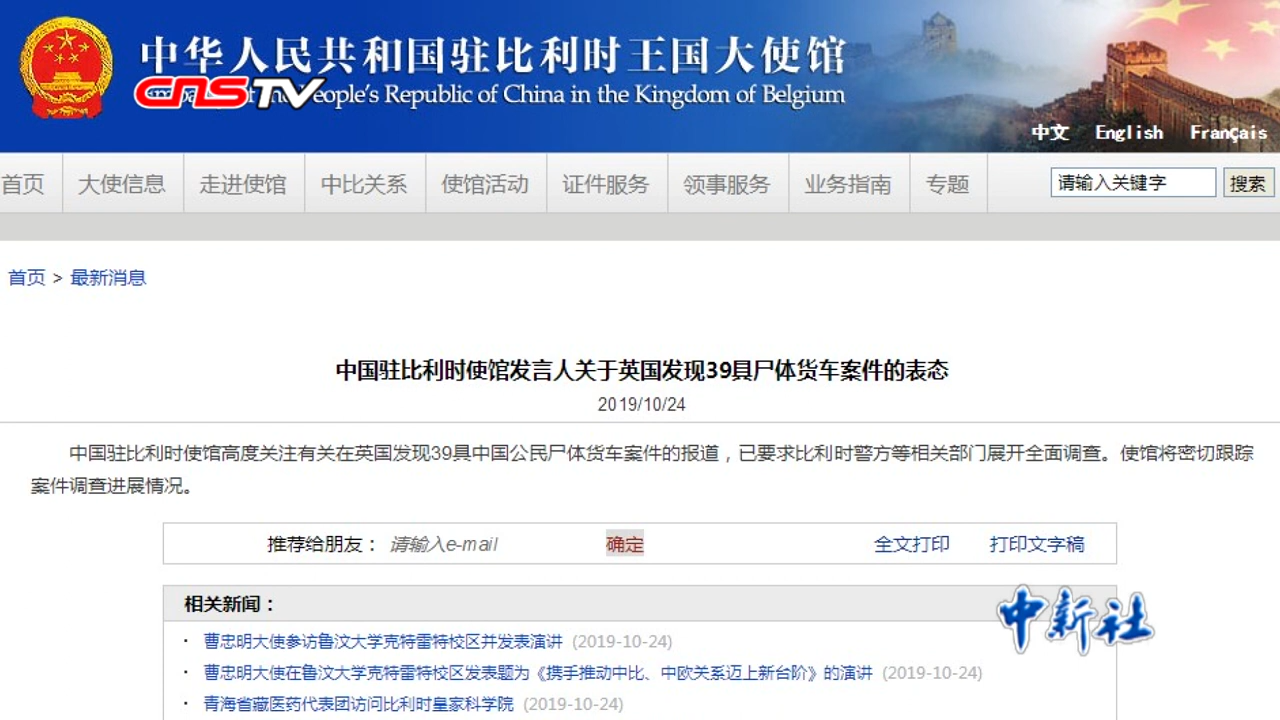 中华人民共和国驻比利时王国大使馆
CNSTV
People's Republic of China in the Kingdom of Belgium
中文 English Français
首页 大使信息 走进使馆 中比关系 使馆活动 证件服务 领事服务 业务指南 专题 请输入关键字 搜索
首页 > 最新消息
中国驻比利时使馆发言人关于英国发现39具尸体货车案件的表态
2019/10/24
中国驻比利时使馆高度关注有关在英国发现39具中国公民尸体货车案件的报道，已要求比利时警方等相关部门展开全面调查。使馆将密切跟踪
案件调查进展情况。
推荐给朋友： 请输入e-mail 确定 全文打印 打印文字稿
相关新闻：
中新社
· 曹忠明大使参访鲁汶大学克特雷特校区并发表演讲 (2019-10-24)
· 曹忠明大使在鲁汶大学克特雷特校区发表题为《携手推动中比、中欧关系迈上新台阶》的演讲 (2019-10-24)
· 青海省藏医药代表团访问比利时皇家科学院 (2019-10-24)